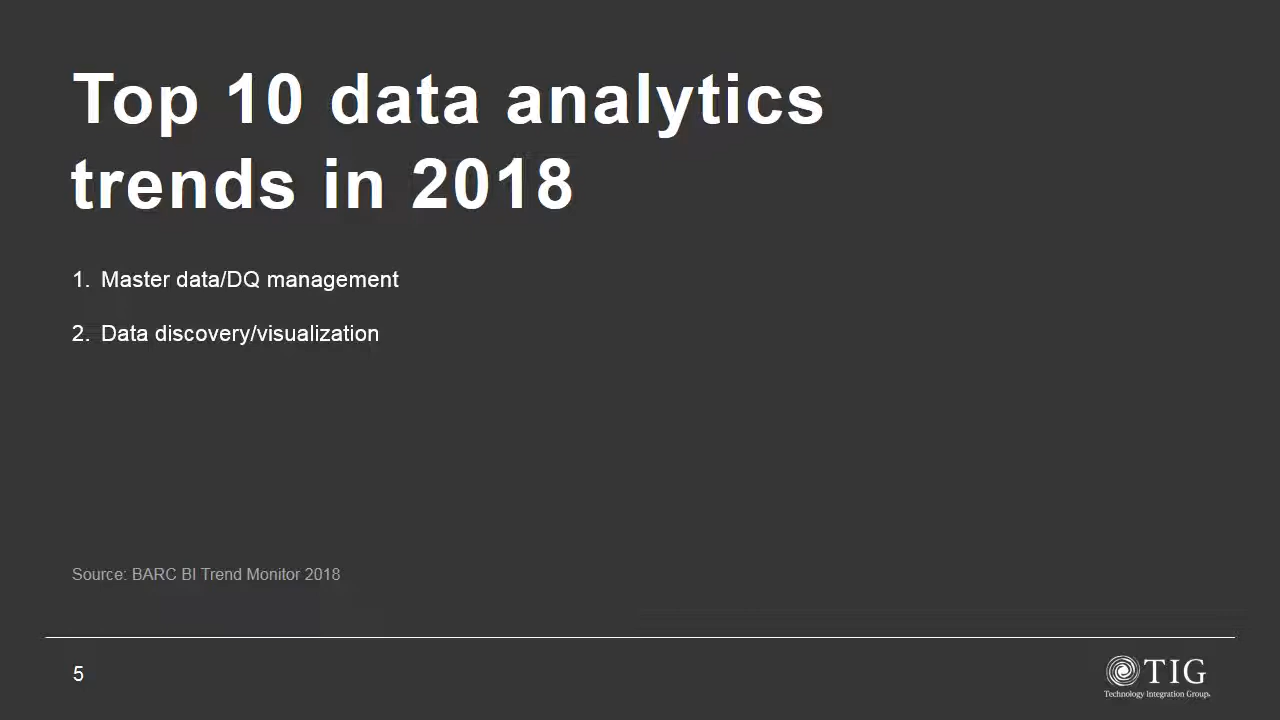 Top 10 data analytics
trends in 2018
1. Master data/DQ management
2. Data discovery/visualization
Source: BARC BI Trend Monitor 2018
5
TIG
Technology Integration Group.